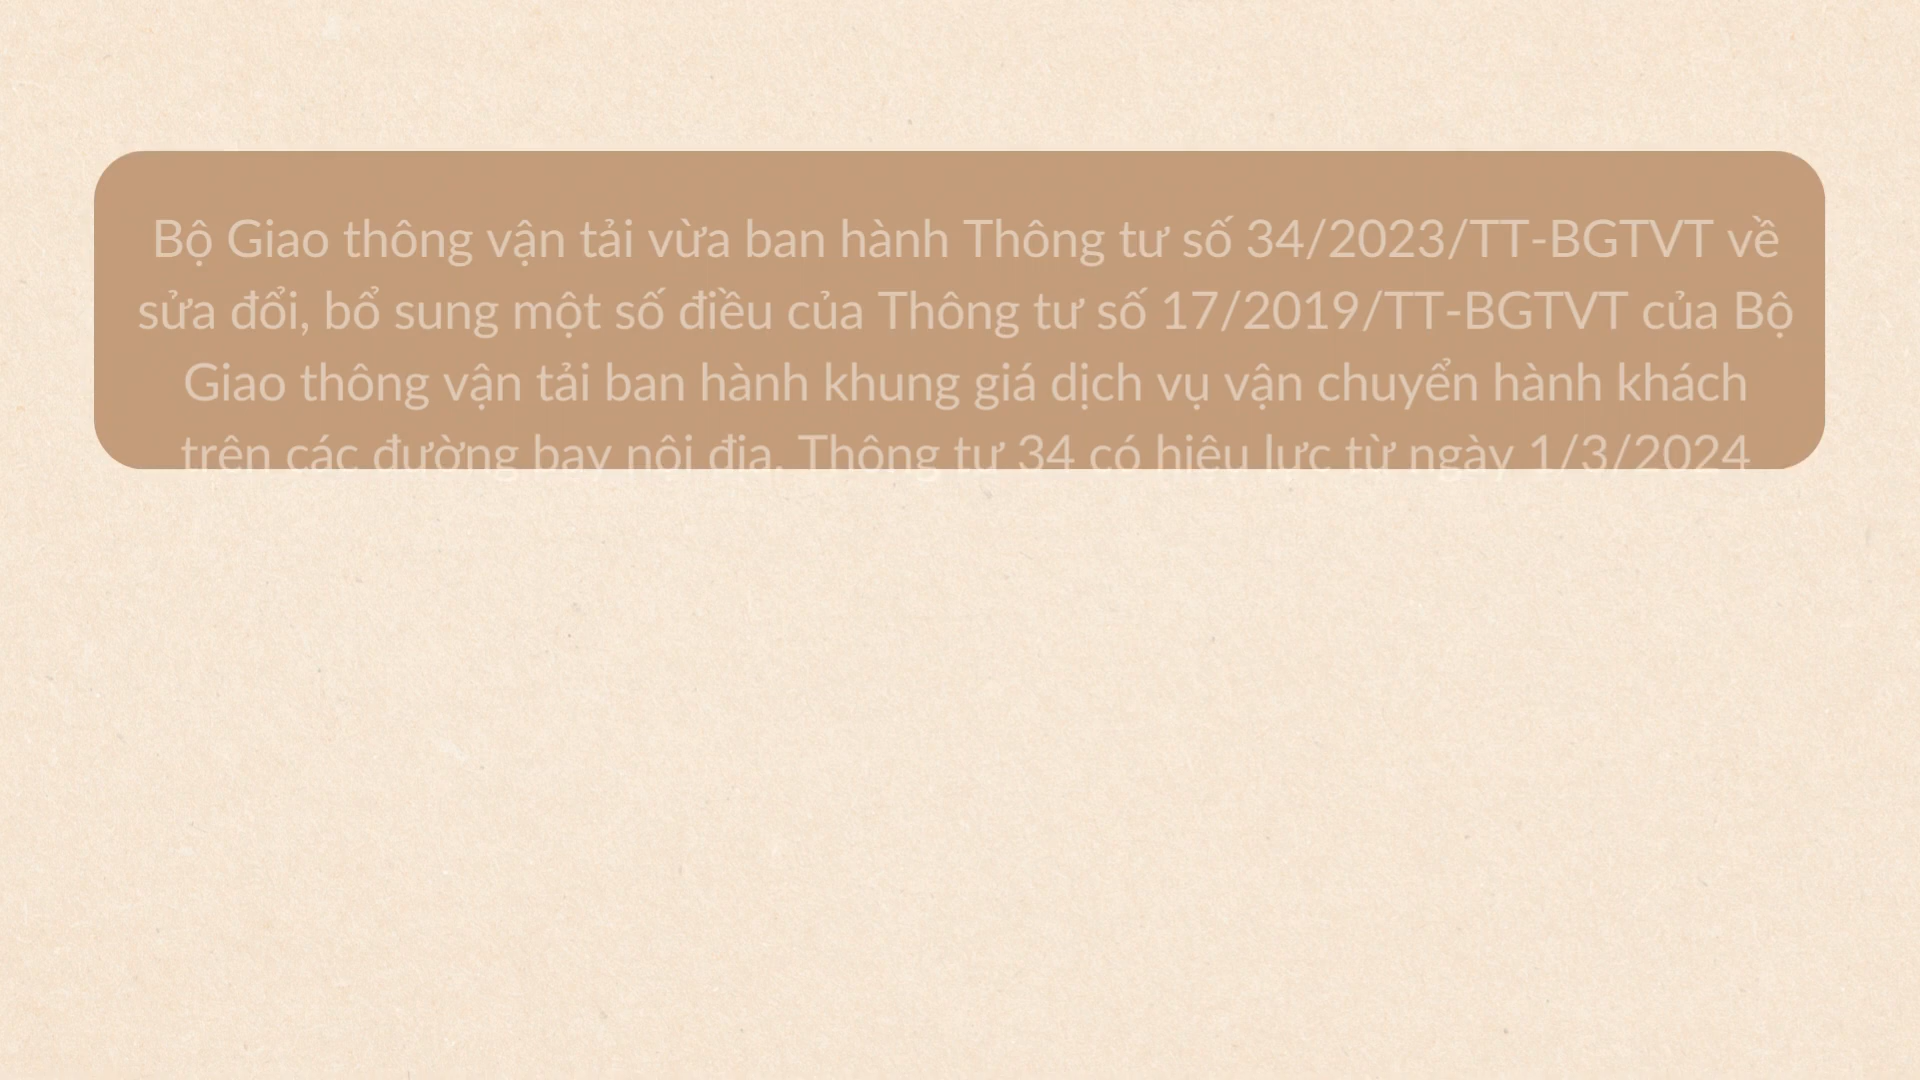 Bộ Giao thông vận tải vừa ban hành Thông tư số 34/2023/TT-BGTVT về
sửa đổi, bổ sung một số điều của Thông tư số 17/2019/TT-BGTVT của Bộ
Giao thông vận tải ban hành khung giá dịch vụ vận chuyển hành khách
trên các đường bay nội địa. Thông tư 34 có hiệu lực từ ngày 1/3/2024